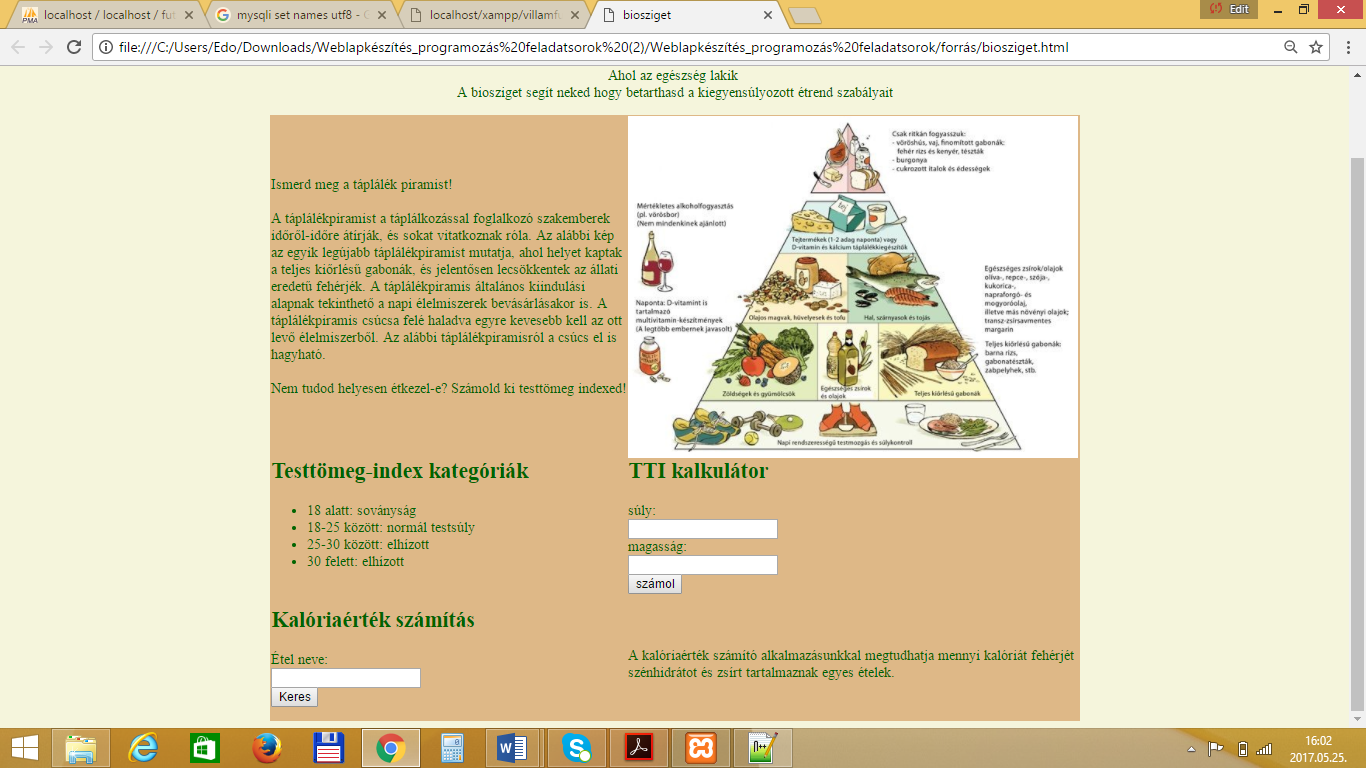 localhost / localhost / fut
mysqli set names utf8 - G
localhost/xampp/villamfu
biosziget
Edit
file:///C:/Users/Edo/Downloads/Weblapkészítés_programozás%20feladatsorok%20(2)/Weblapkészítés_programozás%20feladatsorok/forrás/biosziget.html
Ahol az egészség lakik
A biosziget segít neked hogy betarthasd a kiegyensúlyozott étrend szabályait
Ismerd meg a táplálék piramist!
A táplálékpiramist a táplálkozással foglalkozó szakemberek
időről-időre átírják, és sokat vitatkoznak róla. Az alábbi kép
az egyik legújabb táplálékpiramist mutatja, ahol helyet kaptak
a teljes kiőrlésű gabonák, és jelentősen lecsökkentek az állati
eredetű fehérjék. A táplálékpiramis általános kiindulási
alapnak tekinthető a napi élelmiszerek bevásárlásakor is. A
táplálékpiramis csúcsa felé haladva egyre kevesebb kell az ott
levő élelmiszerből. Az alábbi táplálékpiramisról a csúcs el is
hagyható.
Nem tudod helyesen étkezel-e? Számold ki testtömeg indexed!
Csak ritkán fogyasszuk:
- vöröshús, vaj, finomított gabonák:
fehér rizs és kenyér, tészták
- burgonya
- cukrozott italok és édességek
Mértékletes alkoholfogyasztás
(pl. vörösbor)
(Nem mindenkinek ajánlott)
tej
Tejtermékek (1-2 adag naponta) vagy
D-vitamin és kálcium táplálékkiegészítők
Egészséges zsírok/olajok
olíva-, repce-, szója-,
kukorica-,
napraforgó- és
mogyoróolaj,
illetve más növényi olajok;
transz-zsírsavmentes
margarin
Naponta: D-vitamint is
tartalmazó
multivitamin-készítmények
(A legtöbb embernek javasolt)
Olajos magvak, hüvelyesek és tofu
Hal, szárnyasok és tojás
Teljes kiőrlésű gabonák:
barna rizs,
gabonatészták,
zabpelyhek, stb.
Zöldségek és gyümölcsök
Egészséges zsírok
és olajok
Teljes kiőrlésű gabonák
Napi rendszerességű testmozgás és súlykontroll
Testtömeg-index kategóriák
18 alatt: soványság
18-25 között: normál testsúly
25-30 között: elhízott
30 felett: elhízott
TTI kalkulátor
súly:
magasság:
számol
Kalóriaérték számítás
Étel neve:
Keres
A kalóriaérték számító alkalmazásunkkal megtudhatja mennyi kalóriát fehérjét
szénhidrátot és zsírt tartalmaznak egyes ételek.
16:02
2017.05.25.